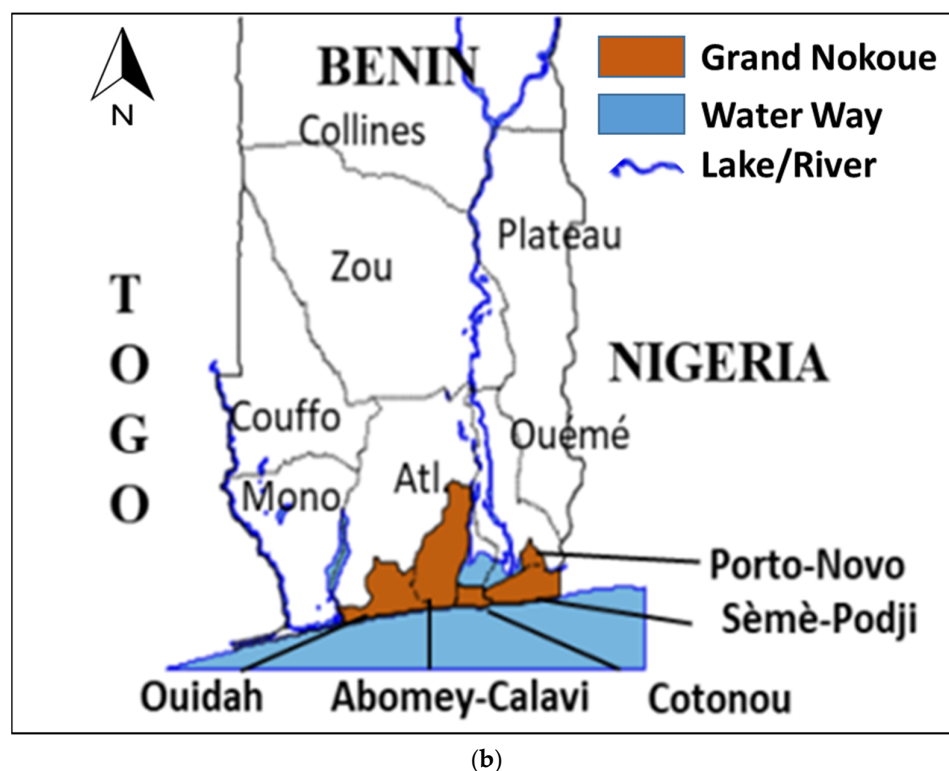 BENIN
Grand Nokoue
Water Way
Lake/River
N
Collines
Plateau
Zou
T
O
G
O
NIGERIA
Couffo
Ouémé
Atl.
Mono
Porto-Novo
Sèmè-Podji
Ouidah
Abomey-Calavi
Cotonou
(b)